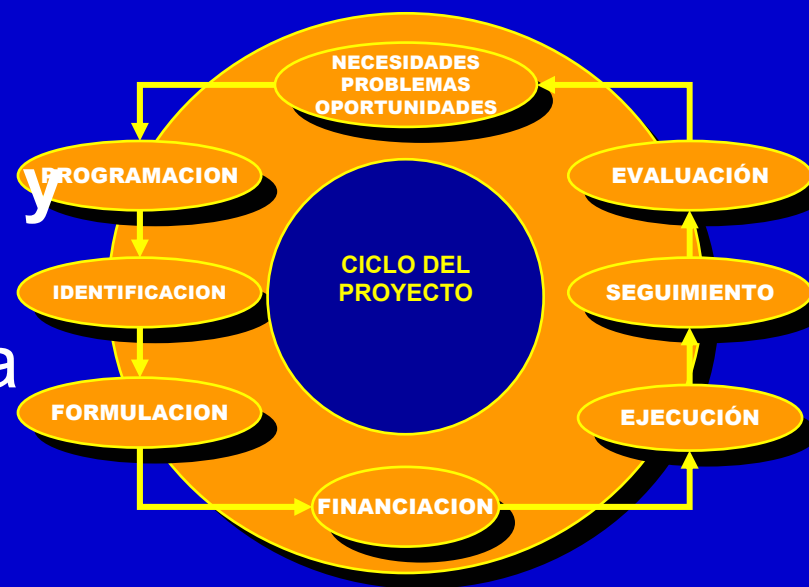 NECESIDADES
PROBLEMAS
OPORTUNIDADES
y
PROGRAMACION
EVALUACIÓN
CICLO DEL
PROYECTO
IDENTIFICACION
SEGUIMIENTO
a
FORMULACION
EJECUCIÓN
FINANCIACION